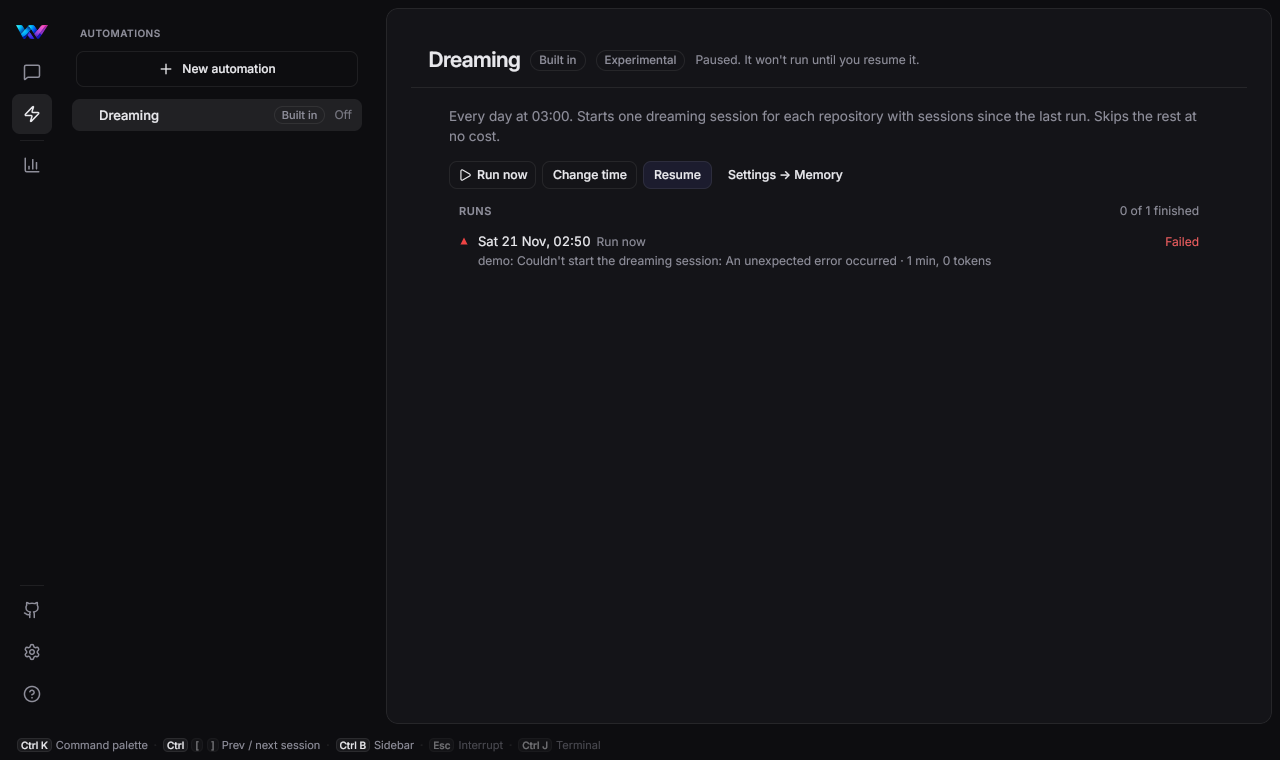 AUTOMATIONS
New automation
Dreaming Built in Off
Dreaming Built in Experimental Paused. It won't run until you resume it.
Every day at 03:00. Starts one dreaming session for each repository with sessions since the last run. Skips the rest at
no cost.
Run now Change time Resume Settings → Memory
RUNS 0 of 1 finished
Sat 21 Nov, 02:50 Run now Failed
demo: Couldn't start the dreaming session: An unexpected error occurred · 1 min, 0 tokens
Ctrl K Command palette · Ctrl [ ] Prev / next session · Ctrl B Sidebar · Esc Interrupt · Ctrl J Terminal